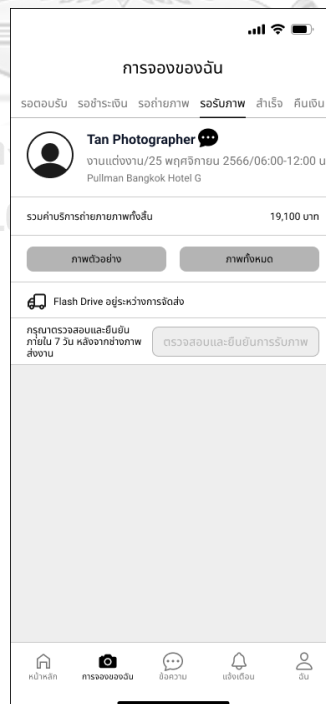 การจองของฉัน
รอตอบรับ รอชำระเงิน รอถ่ายภาพ รอรับภาพ สำเร็จ คืนเงิน
Tan Photographer
งานแต่งงาน/25 พฤศจิกายน 2566/06:00-12:00 น
Pullman Bangkok Hotel G
รวมค่าบริการถ่ายภายภาพทั้งสิ้น 19,100 บาท
ภาพตัวอย่าง ภาพทั้งหมด
Flash Drive อยู่ระหว่างการจัดส่ง
กรุณาตรวจสอบและยืนยัน
ภายใน 7 วัน หลังจากช่างภาพ
ส่งงาน
ตรวจสอบและยืนยันการรับภาพ
หน้าหลัก การจองของฉัน ข้อความ แจ้งเตือน ฉัน